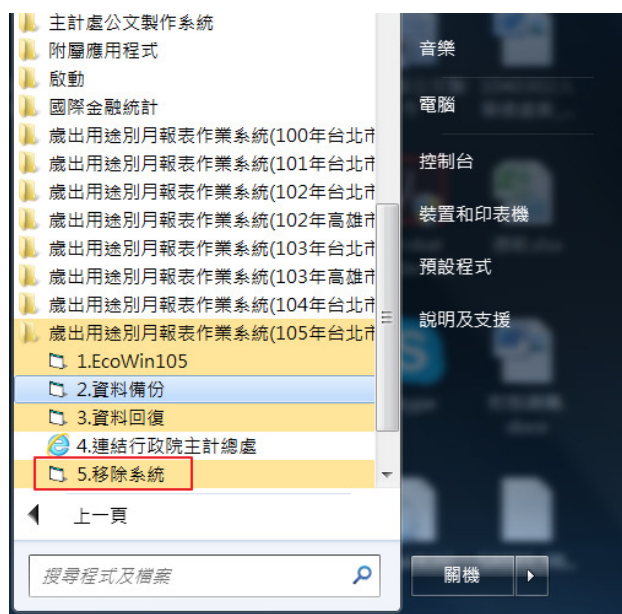 主計處公文製作系統
附屬應用程式
啟動
國際金融統計
歲出用途別月報表作業系統(100年台北市
歲出用途別月報表作業系統(101年台北市
歲出用途別月報表作業系統(102年台北市
歲出用途別月報表作業系統(102年高雄市
歲出用途別月報表作業系統(103年台北市
歲出用途別月報表作業系統(103年高雄市
歲出用途別月報表作業系統(104年台北市
歲出用途別月報表作業系統(105年台北市
1.EcoWin105
2.資料備份
3.資料回復
4.連結行政院主計總處
5.移除系統
上一頁
搜尋程式及檔案
音樂
電腦
控制台
裝置和印表機
預設程式
說明及支援
關機